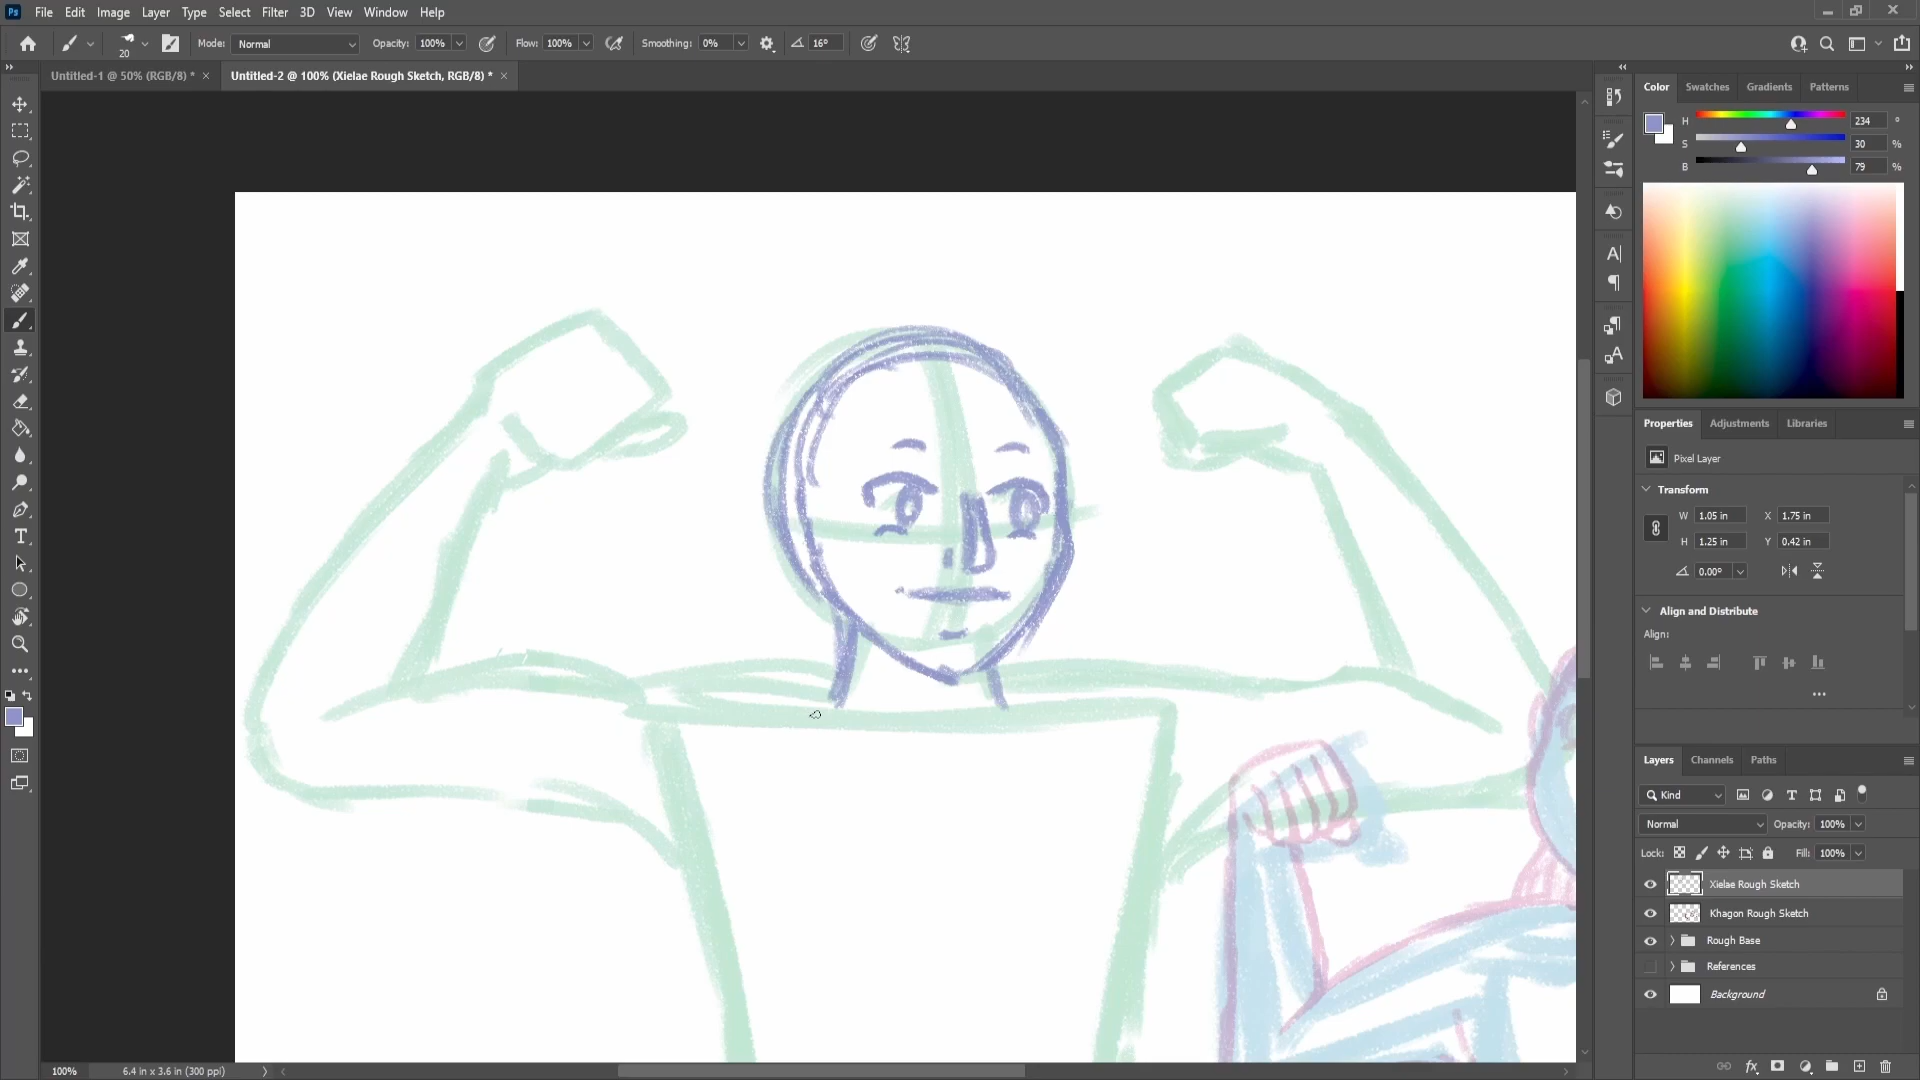 Ps File Edit Image Layer Type Select Filter 3D View Window Help
20 Mode: Normal Opacity: 100% Flow: 100% Smoothing: 0% 16°
Untitled-1 @ 50% (RGB/8) * × Untitled-2 @ 100% (Xielae Rough Sketch, RGB/8) * ×
Color Swatches Gradients Patterns
H 234 °
S 30 %
B 79 %
Properties Adjustments Libraries
Pixel Layer
Transform
W 1.05 in X 1.75 in
H 1.25 in Y 0.42 in
0.00°
Align and Distribute
Align:
Layers Channels Paths
Kind
Normal Opacity: 100%
Lock: Fill: 100%
Xielae Rough Sketch
Khagon Rough Sketch
Rough Base
References
Background
100% 6.4 in x 3.6 in (300 ppi)